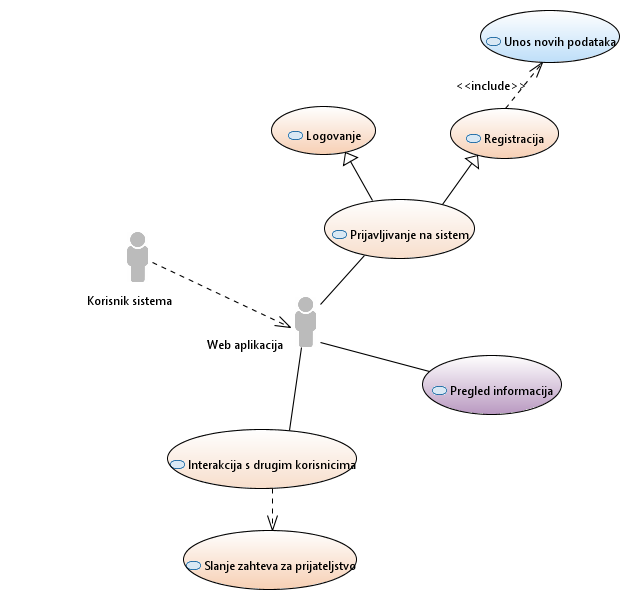 Unos novih podataka
<<include>>
Logovanje
Registracija
Prijavljivanje na sistem
Korisnik sistema
Web aplikacija
Pregled informacija
Interakcija s drugim korisnicima
Slanje zahteva za prijateljstvo